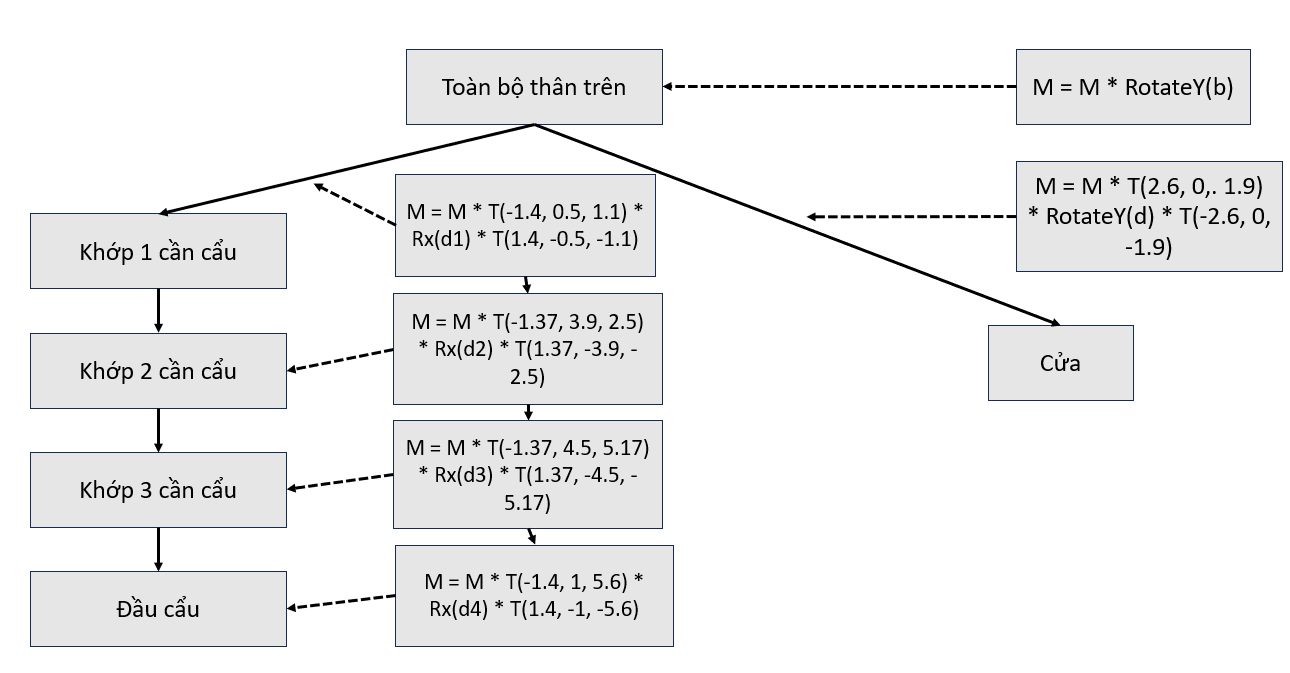 Toàn bộ thân trên
M = M * RotateY(b)
M = M * T(2.6, 0,. 1.9)
* RotateY(d) * T(-2.6, 0,
-1.9)
M = M * T(-1.4, 0.5, 1.1) *
Rx(d1) * T(1.4, -0.5, -1.1)
Khớp 1 cần cẩu
M = M * T(-1.37, 3.9, 2.5)
* Rx(d2) * T(1.37, -3.9, -
2.5)
Khớp 2 cần cẩu
Cửa
M = M * T(-1.37, 4.5, 5.17)
* Rx(d3) * T(1.37, -4.5, -
5.17)
Khớp 3 cần cẩu
M = M * T(-1.4, 1, 5.6) *
Rx(d4) * T(1.4, -1, -5.6)
Đầu cẩu